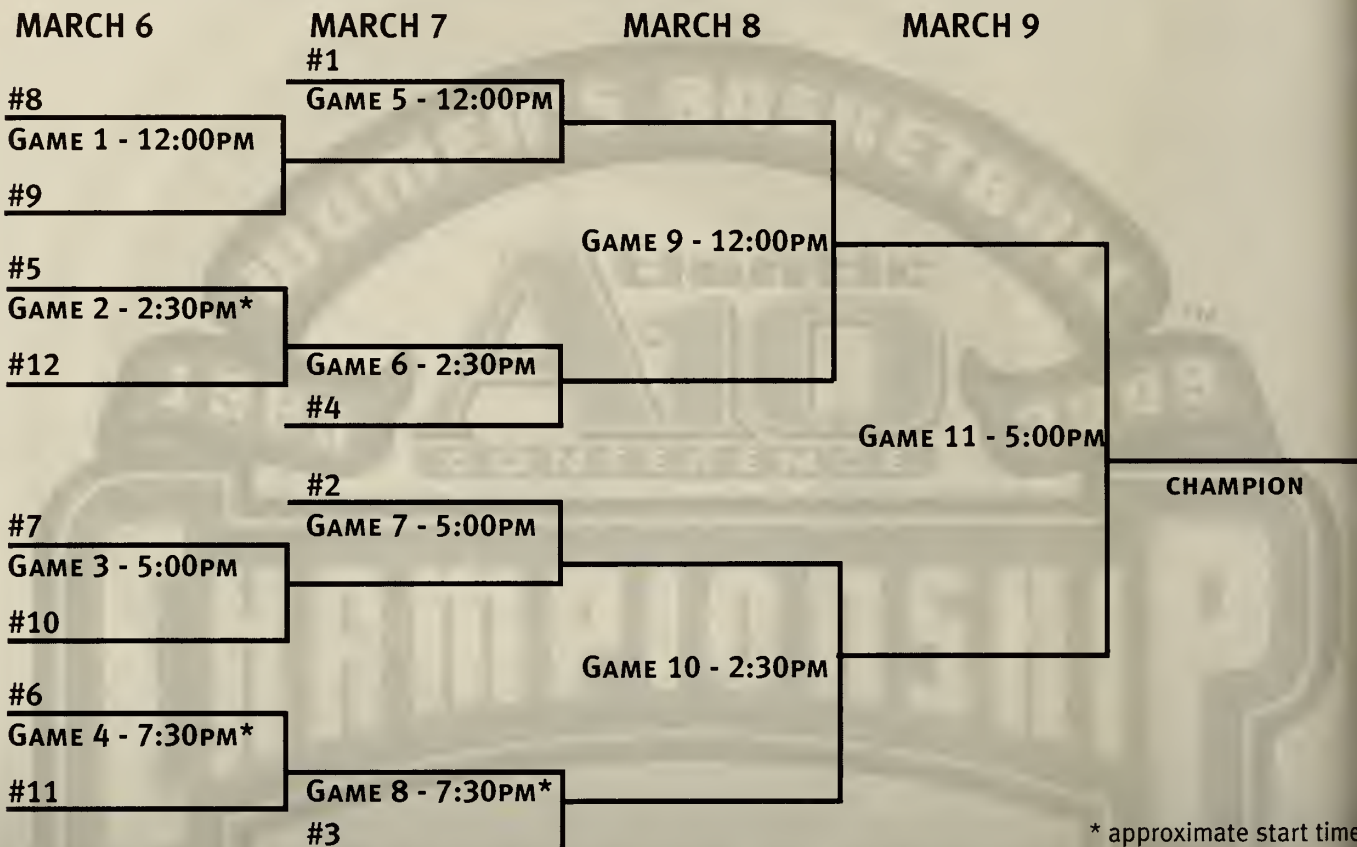 MARCH 6
MARCH 7
MARCH 8
MARCH 9
#1
#8
GAME 5 - 12:00PM
GAME 1 - 12:00PM
#9
GAME 9 - 12:00PM
#5
GAME 2 - 2:30PM*
#12
GAME 6 - 2:30PM
#4
GAME 11 - 5:00PM
CONFERENCE
#2
CHAMPION
#7
GAME 7 - 5:00PM
GAME 3 - 5:00PM
#10
GAME 10 - 2:30PM
#6
GAME 4 - 7:30PM*
#11
GAME 8 - 7:30PM*
#3
* approximate start time